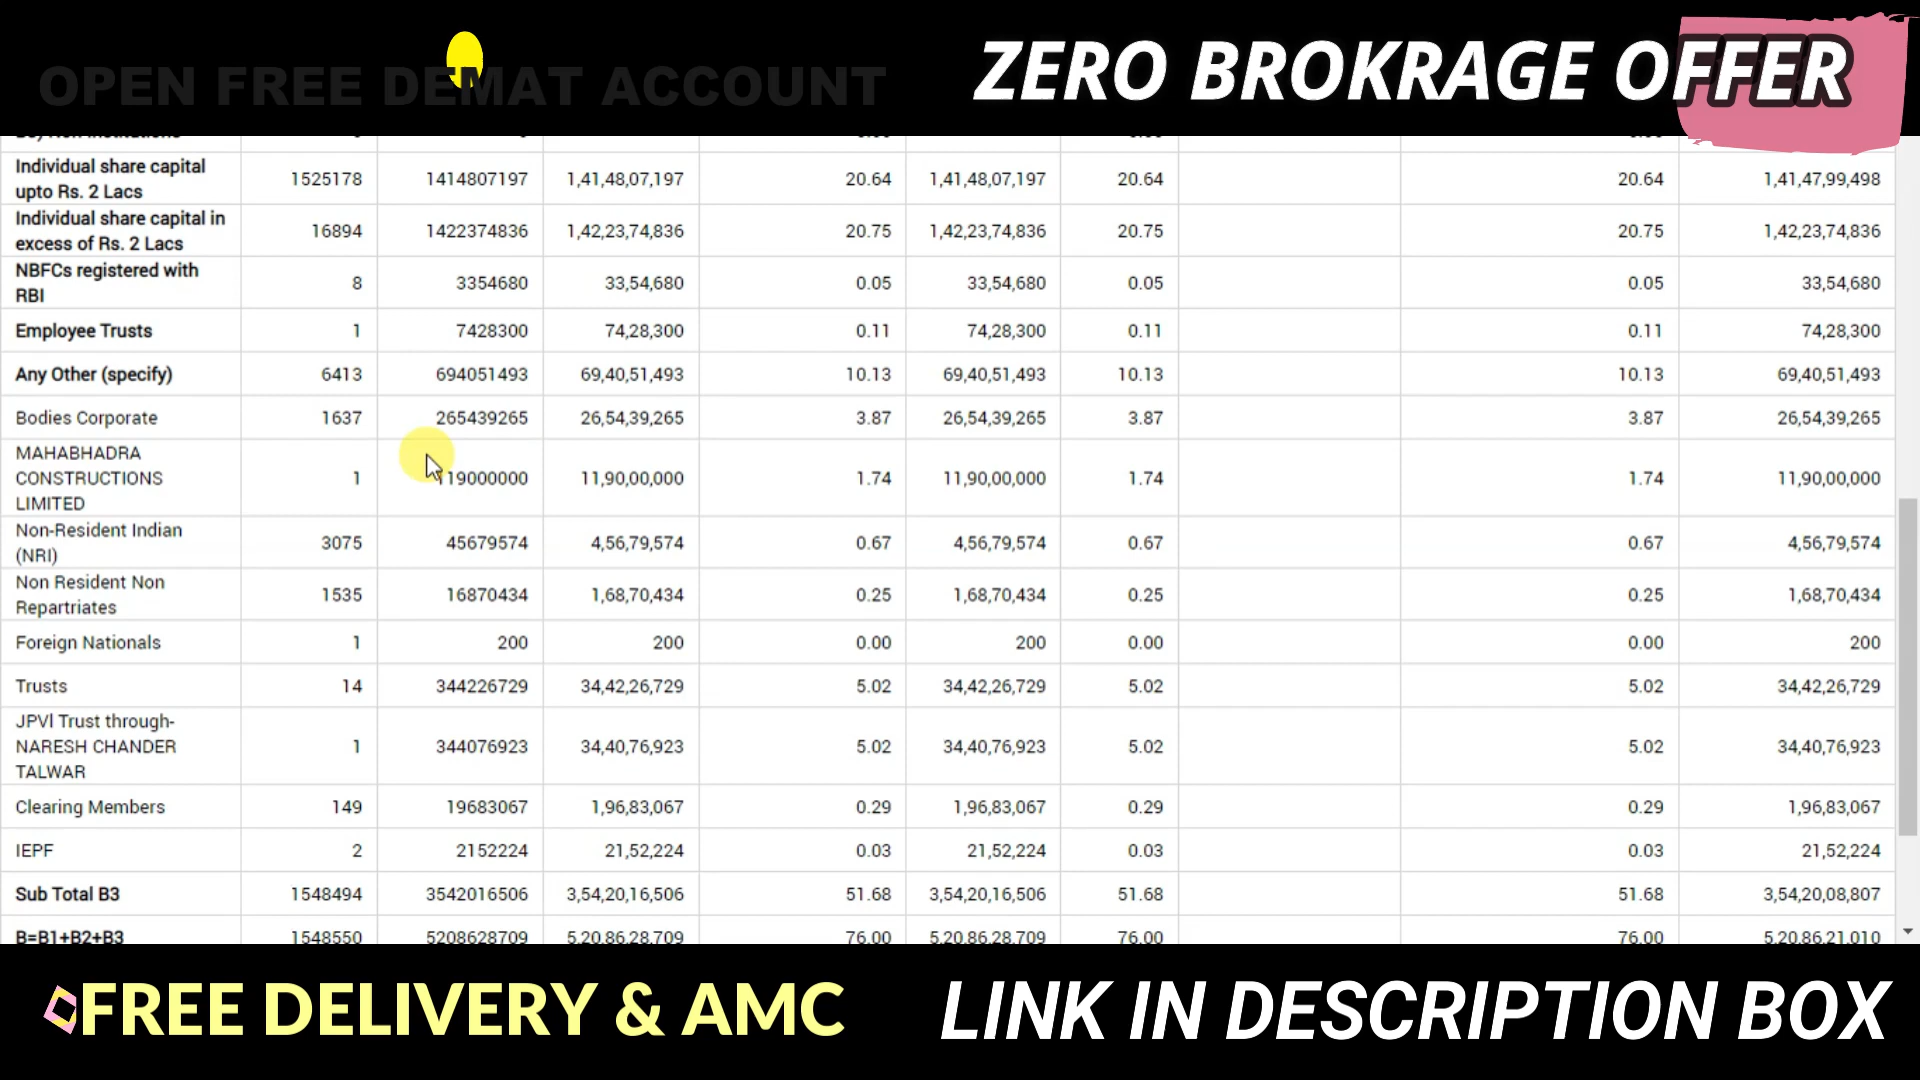 OPEN FREE DEMAT ACCOUNT
ZERO BROKRAGE OFFER
Individual share capital
upto Rs. 2 Lacs 1525178 1414807197 1,41,48,07,197 20.64 1,41,48,07,197 20.64 20.64 1,41,47,99,498
Individual share capital in
excess of Rs. 2 Lacs 16894 1422374836 1,42,23,74,836 20.75 1,42,23,74,836 20.75 20.75 1,42,23,74,836
NBFCs registered with
RBI 8 3354680 33,54,680 0.05 33,54,680 0.05 0.05 33,54,680
Employee Trusts 1 7428300 74,28,300 0.11 74,28,300 0.11 0.11 74,28,300
Any Other (specify) 6413 694051493 69,40,51,493 10.13 69,40,51,493 10.13 10.13 69,40,51,493
Bodies Corporate 1637 265439265 26,54,39,265 3.87 26,54,39,265 3.87 3.87 26,54,39,265
MAHABHADRA
CONSTRUCTIONS 1 119000000 11,90,00,000 1.74 11,90,00,000 1.74 1.74 11,90,00,000
LIMITED
Non-Resident Indian
(NRI) 3075 45679574 4,56,79,574 0.67 4,56,79,574 0.67 0.67 4,56,79,574
Non Resident Non
Repartriates 1535 16870434 1,68,70,434 0.25 1,68,70,434 0.25 0.25 1,68,70,434
Foreign Nationals 1 200 200 0.00 200 0.00 0.00 200
Trusts 14 344226729 34,42,26,729 5.02 34,42,26,729 5.02 5.02 34,42,26,729
JPVl Trust through-
NARESH CHANDER 1 344076923 34,40,76,923 5.02 34,40,76,923 5.02 5.02 34,40,76,923
TALWAR
Clearing Members 149 19683067 1,96,83,067 0.29 1,96,83,067 0.29 0.29 1,96,83,067
IEPF 2 2152224 21,52,224 0.03 21,52,224 0.03 0.03 21,52,224
Sub Total B3 1548494 3542016506 3,54,20,16,506 51.68 3,54,20,16,506 51.68 51.68 3,54,20,08,807
B=B1+B2+B3 1548550 5208628709 5,20,86,28,709 76.00 5,20,86,28,709 76.00 76.00 5,20,86,21,010
FREE DELIVERY & AMC
LINK IN DESCRIPTION BOX